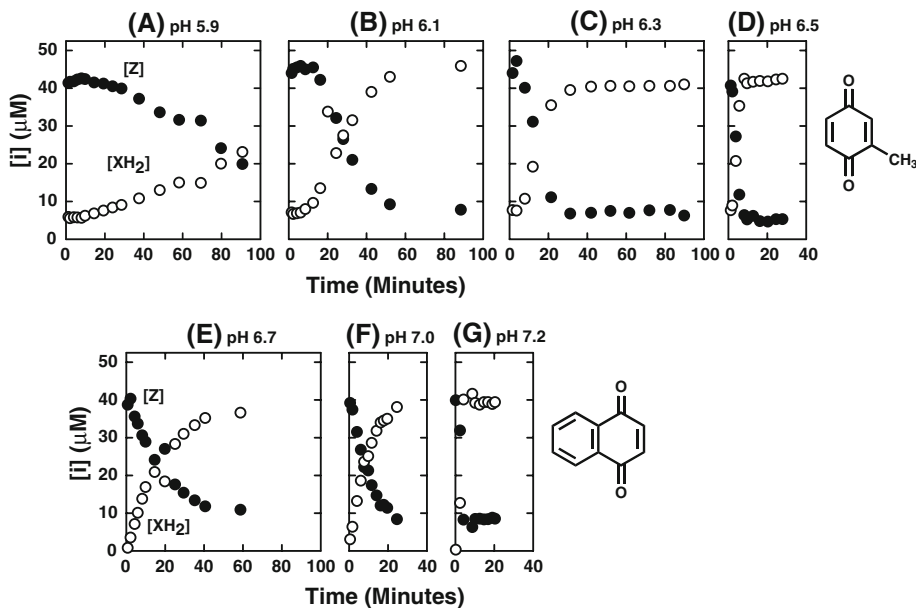 (A) pH 5.9
(B) pH 6.1
(C) pH 6.3
(D) pH 6.5
[i] (μM)
50
40
30
20
10
0
[Z]
[XH2]
0 20 40 60 80 100
0 20 40 60 80 100
0 20 40 60 80 100
0 20 40
Time (Minutes)
O
CH3
O
(E) pH 6.7
(F) pH 7.0
(G) pH 7.2
[i] (μM)
50
40
30
20
10
0
[Z]
[XH2]
0 20 40 60 80 100
0 20 40
0 20 40
Time (Minutes)
O
O